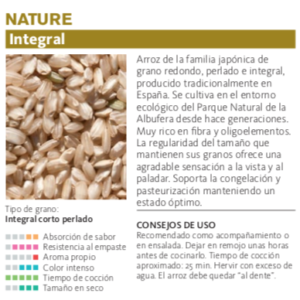 NATURE
Integral
Arroz de la familia japónica de
grano redondo, perlado e integral,
producido tradicionalmente en
España. Se cultiva en el entorno
ecológico del Parque Natural de la
Albufera desde hace generaciones.
Muy rico en fibra y oligoelementos.
La regularidad del tamaño que
mantienen sus granos ofrece una
agradable sensación a la vista y al
paladar. Soporta la congelación y
pasteurización manteniendo un
estado óptimo.
Tipo de grano:
Integral corto perlado
Absorción de sabor
Resistencia al empaste
Aroma propio
Color intenso
Tiempo de cocción
Tamaño en seco
CONSEJOS DE USO
Recomendado como acompañamiento o
en ensalada. Dejar en remojo unas horas
antes de cocinarlo. Tiempo de cocción
aproximado: 25 min. Hervir con exceso de
agua. El arroz debe quedar "al dente".